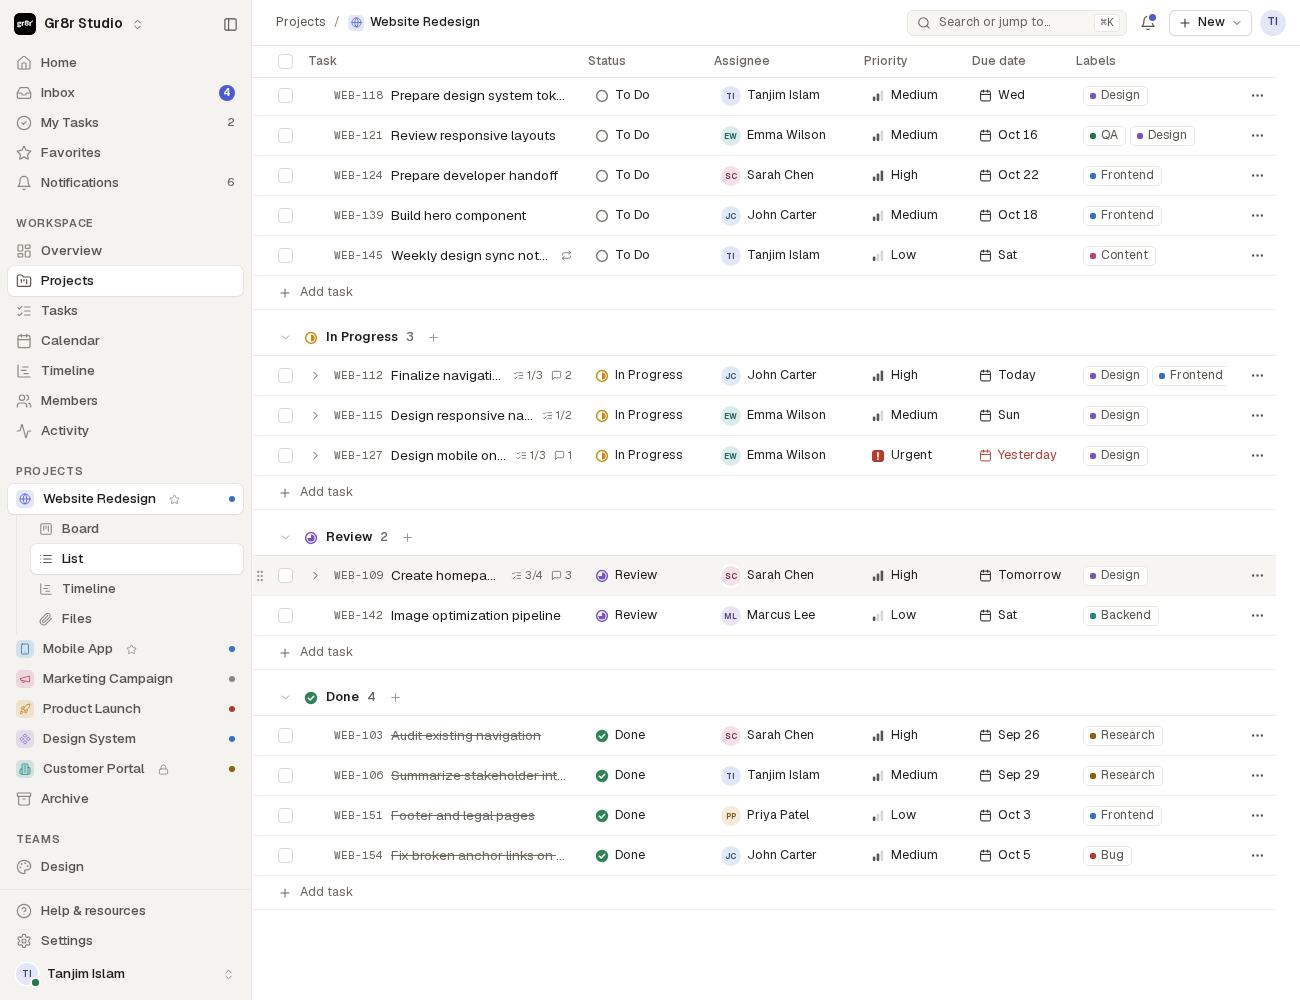 gr8r Gr8r Studio
Home
Inbox 4
My Tasks 2
Favorites
Notifications 6
WORKSPACE
Overview
Projects
Tasks
Calendar
Timeline
Members
Activity
PROJECTS
Website Redesign
Board
List
Timeline
Files
Mobile App
Marketing Campaign
Product Launch
Design System
Customer Portal
Archive
TEAMS
Design
Help & resources
Settings
TI Tanjim Islam
Projects / Website Redesign Search or jump to... ⌘K New TI
Task Status Assignee Priority Due date Labels
WEB-118 Prepare design system tok... To Do TI Tanjim Islam Medium Wed Design
WEB-121 Review responsive layouts To Do EW Emma Wilson Medium Oct 16 QA Design
WEB-124 Prepare developer handoff To Do SC Sarah Chen High Oct 22 Frontend
WEB-139 Build hero component To Do JC John Carter Medium Oct 18 Frontend
WEB-145 Weekly design sync not... To Do TI Tanjim Islam Low Sat Content
Add task
In Progress 3
WEB-112 Finalize navigati... 1/3 2 In Progress JC John Carter High Today Design Frontend
WEB-115 Design responsive na... 1/2 In Progress EW Emma Wilson Medium Sun Design
WEB-127 Design mobile on... 1/3 1 In Progress EW Emma Wilson Urgent Yesterday Design
Add task
Review 2
WEB-109 Create homepa... 3/4 3 Review SC Sarah Chen High Tomorrow Design
WEB-142 Image optimization pipeline Review ML Marcus Lee Low Sat Backend
Add task
Done 4
WEB-103 Audit existing navigation Done SC Sarah Chen High Sep 26 Research
WEB-106 Summarize stakeholder int... Done TI Tanjim Islam Medium Sep 29 Research
WEB-151 Footer and legal pages Done PP Priya Patel Low Oct 3 Frontend
WEB-154 Fix broken anchor links on ... Done JC John Carter Medium Oct 5 Bug
Add task